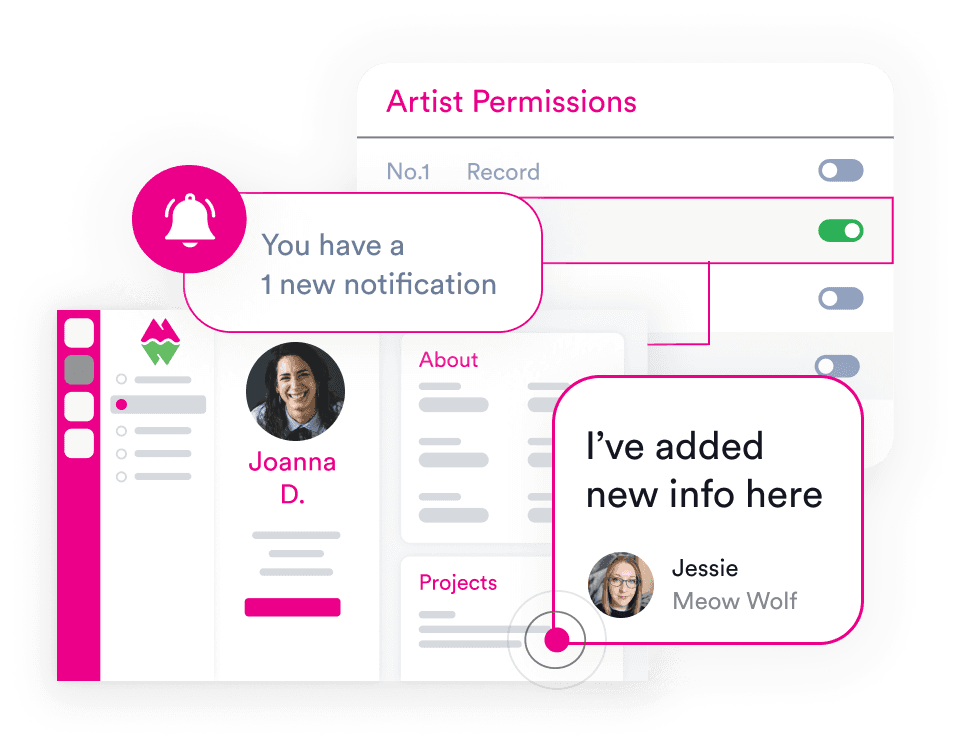 Artist Permissions
No.1 Record
You have a
1 new notification
About
Joanna
D.
I’ve added
new info here
Projects
Jessie
Meow Wolf